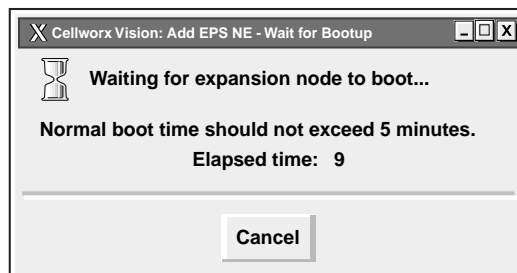 Cellworx Vision: Add EPS NE - Wait for Bootup
Waiting for expansion node to boot...
Normal boot time should not exceed 5 minutes.
Elapsed time: 9
Cancel